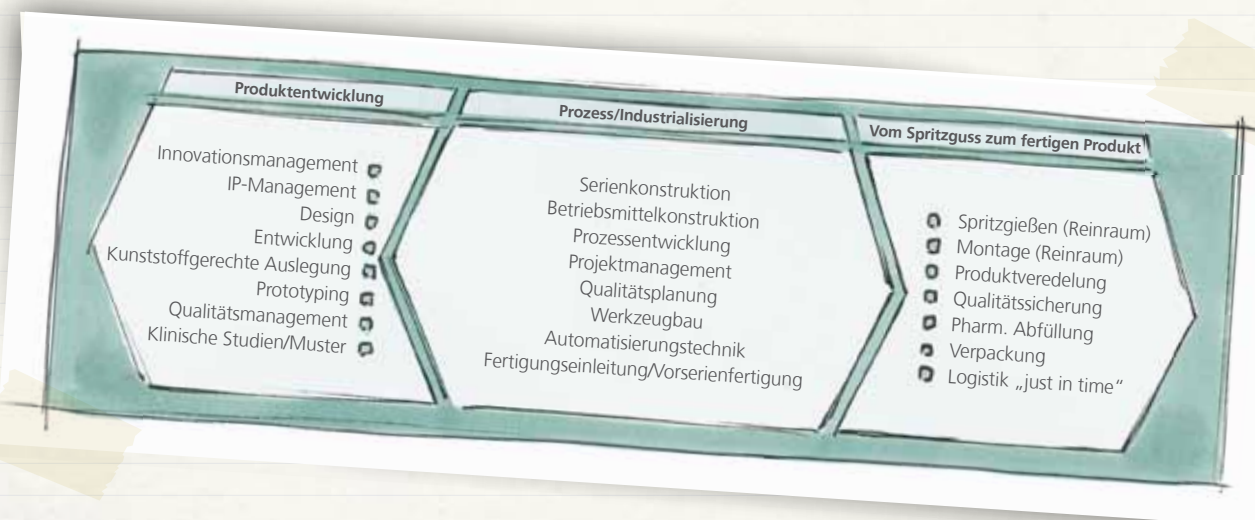 Produktentwicklung
Innovationsmanagement
IP-Management
Design
Entwicklung
Kunststoffgerechte Auslegung
Prototyping
Qualitätsmanagement
Klinische Studien/Muster
Prozess/Industrialisierung
Serienkonstruktion
Betriebsmittelkonstruktion
Prozessentwicklung
Projektmanagement
Qualitätsplanung
Werkzeugbau
Automatisierungstechnik
Fertigungseinleitung/Vorserienfertigung
Vom Spritzguss zum fertigen Produkt
Spritzgießen (Reinraum)
Montage (Reinraum)
Produktveredelung
Qualitätssicherung
Pharm. Abfüllung
Verpackung
Logistik „just in time“